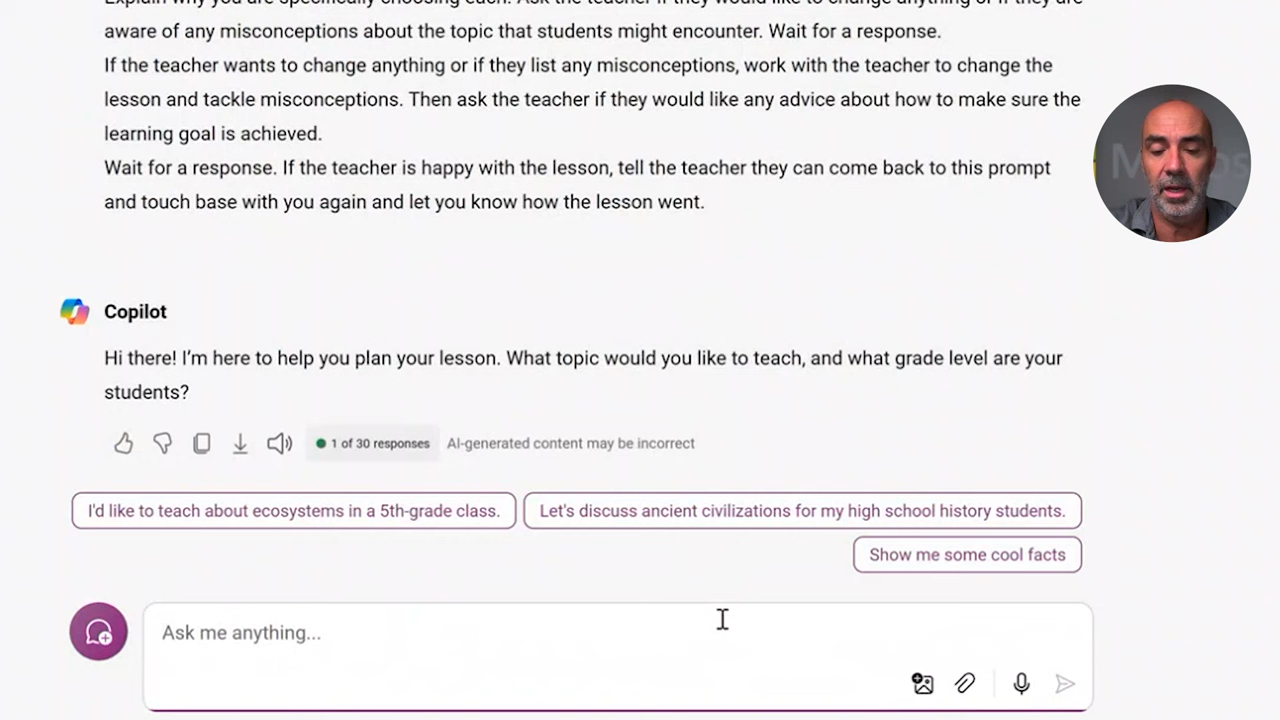 aware of any misconceptions about the topic that students might encounter. Wait for a response.
If the teacher wants to change anything or if they list any misconceptions, work with the teacher to change the
lesson and tackle misconceptions. Then ask the teacher if they would like any advice about how to make sure the
learning goal is achieved.
Wait for a response. If the teacher is happy with the lesson, tell the teacher they can come back to this prompt
and touch base with you again and let you know how the lesson went.
Copilot
Hi there! I'm here to help you plan your lesson. What topic would you like to teach, and what grade level are your
students?
1 of 30 responses AI-generated content may be incorrect
I'd like to teach about ecosystems in a 5th-grade class. Let's discuss ancient civilizations for my high school history students.
Show me some cool facts
Ask me anything...